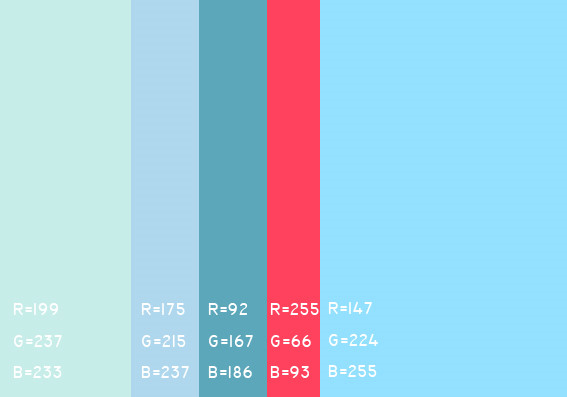 R=199
G=237
B=233
R=175
G=215
B=237
R=92
G=167
B=186
R=255
G=66
B=93
R=147
G=224
B=255